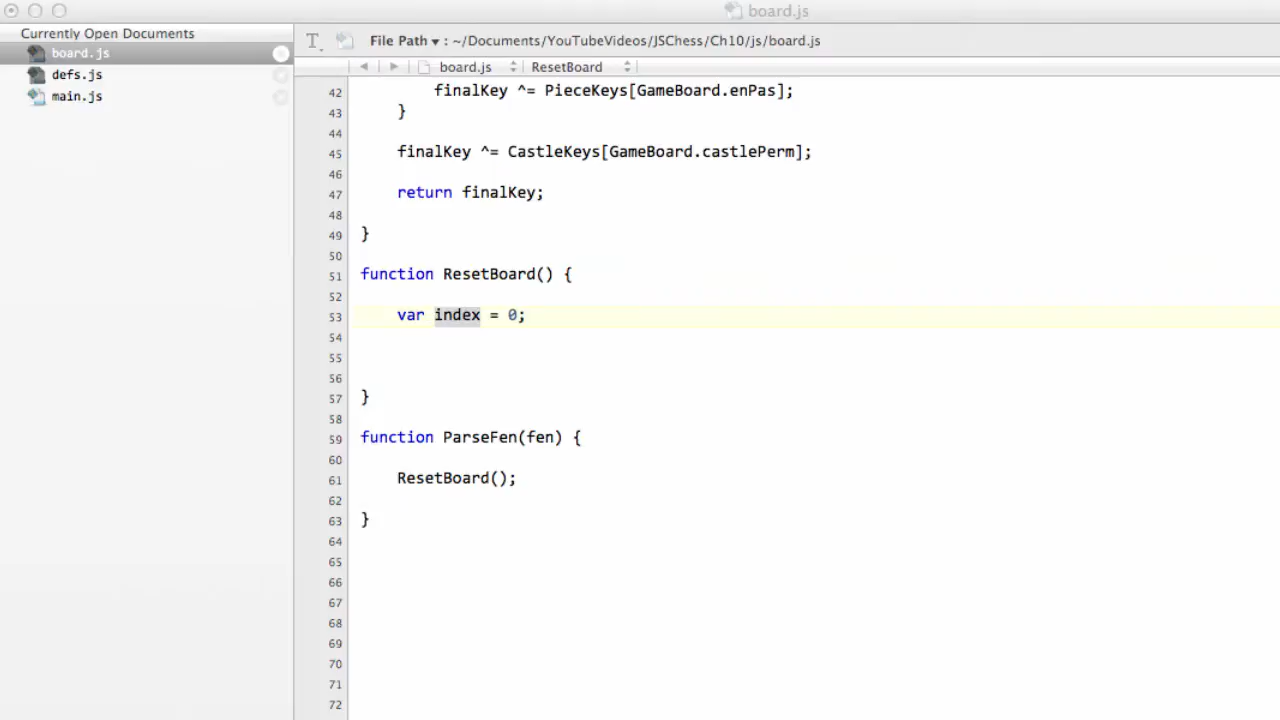 board.js
Currently Open Documents
board.js
defs.js
main.js
File Path ▾ : ~/Documents/YouTubeVideos/JSChess/Ch10/js/board.js
board.js ResetBoard
42 finalKey ^= PieceKeys[GameBoard.enPas];
43 }
44
45 finalKey ^= CastleKeys[GameBoard.castlePerm];
46
47 return finalKey;
48
49 }
50
51 function ResetBoard() {
52
53 var index = 0;
54
55
56
57 }
58
59 function ParseFen(fen) {
60
61 ResetBoard();
62
63 }
64
65
66
67
68
69
70
71
72